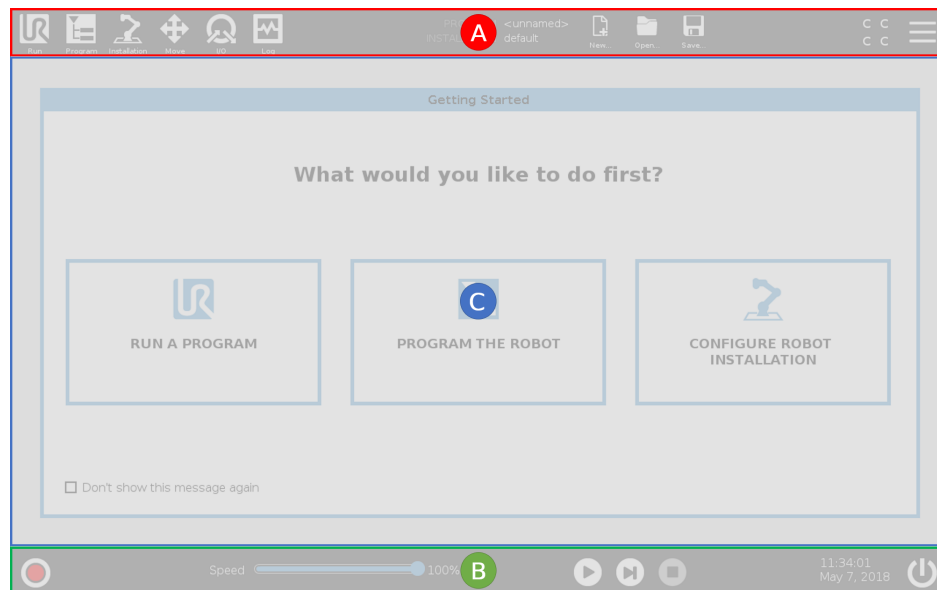 <unnamed>
A
default
Run
Program
Installation
Move
I/O
Log
New...
Open...
Save...
C C
C C
Getting Started
What would you like to do first?
C
RUN A PROGRAM
PROGRAM THE ROBOT
CONFIGURE ROBOT
INSTALLATION
Don't show this message again
Speed
100%
B
11:34:01
May 7, 2018